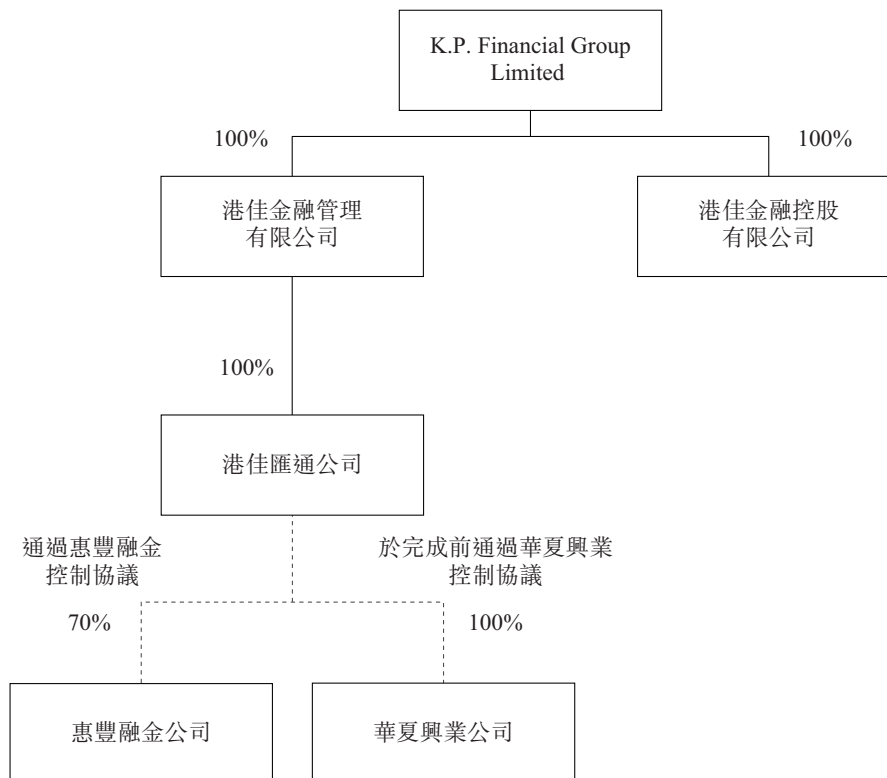 K.P. Financial Group
Limited
100%
100%
港佳金融管理
有限公司
港佳金融控股
有限公司
100%
港佳匯通公司
通過惠豐融金
控制協議
於完成前通過華夏興業
控制協議
70%
100%
惠豐融金公司
華夏興業公司